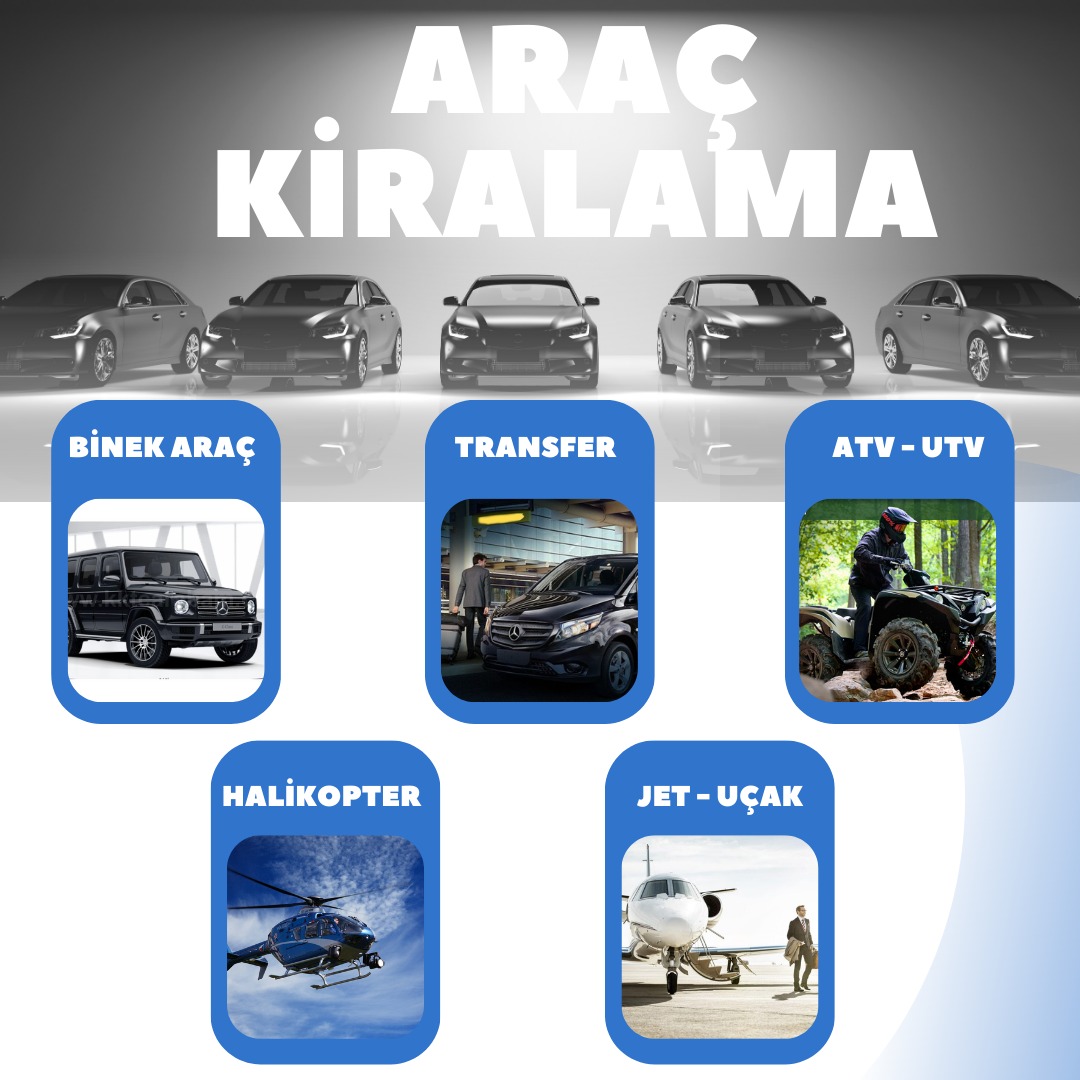 ARAÇ
KİRALAMA
BİNEK ARAÇ
TRANSFER
ATV - UTV
HALİKOPTER
JET - UÇAK